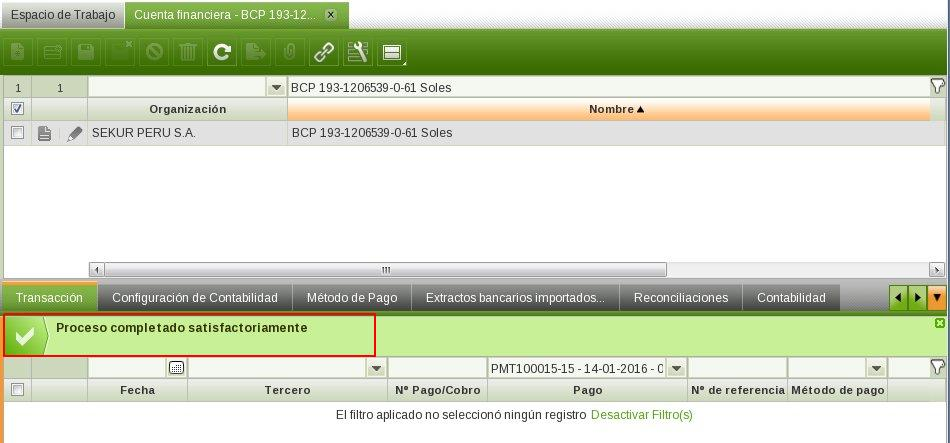 Espacio de Trabajo Cuenta financiera - BCP 193-12...
1 1 BCP 193-1206539-0-61 Soles
Organización Nombre
SEKUR PERU S.A. BCP 193-1206539-0-61 Soles
Transacción Configuración de Contabilidad Método de Pago Extractos bancarios importados... Reconciliaciones Contabilidad
Proceso completado satisfactoriamente
PMT100015-15 - 14-01-2016 - 0
Fecha Tercero Nº Pago/Cobro Pago Nº de referencia Método de pago
El filtro aplicado no seleccionó ningún registro Desactivar Filtro(s)